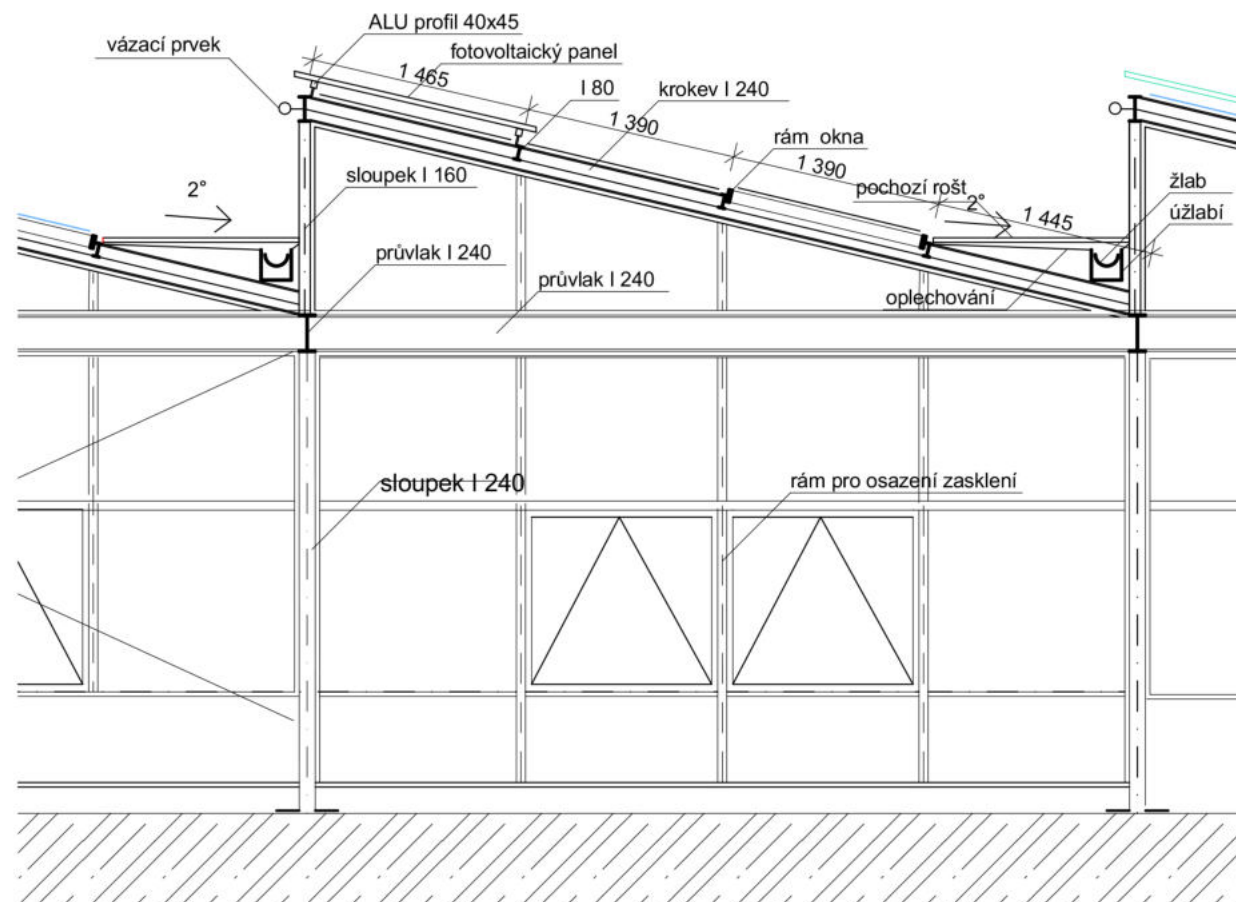 ALU profil 40x45
vázací prvek
fotovoltaický panel
1 465
I 80
krokev I 240
1 390
rám okna
1 390
sloupek I 160
pochozí rošt
žlab
2°
2°
úžlabí
1 445
průvlak I 240
průvlak I 240
oplechování
sloupek I 240
rám pro osazení zasklení